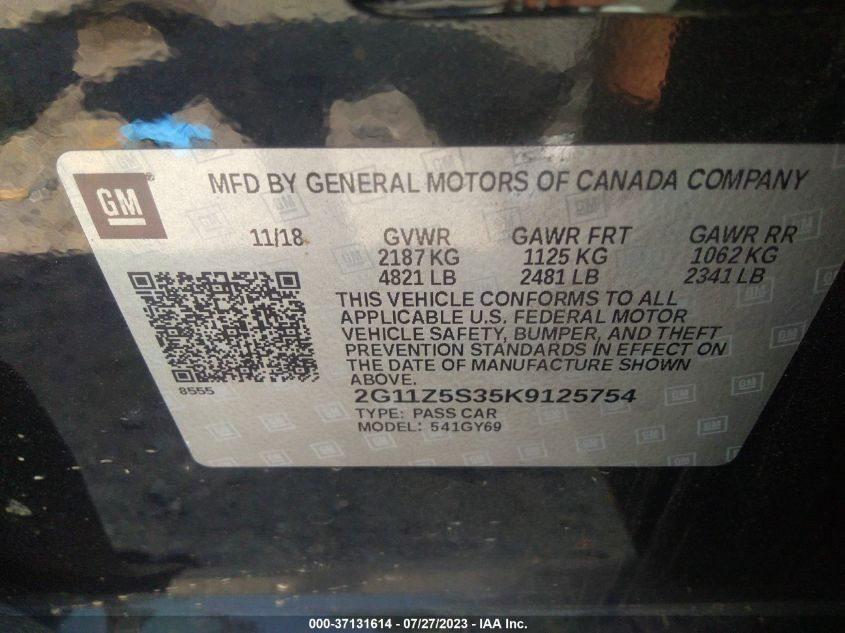 GM
MFD BY GENERAL MOTORS OF CANADA COMPANY
11/18 GVWR GAWR FRT GAWR RR
2187 KG 1125 KG 1062 KG
4821 LB 2481 LB 2341 LB
THIS VEHICLE CONFORMS TO ALL
APPLICABLE U.S. FEDERAL MOTOR
VEHICLE SAFETY, BUMPER, AND THEFT
PREVENTION STANDARDS IN EFFECT ON
THE DATE OF MANUFACTURE SHOWN
ABOVE.
8555
2G11Z5S35K9125754
TYPE: PASS CAR
MODEL: 541GY69
000-37131614 / 07/27/2023 - IAA Inc.